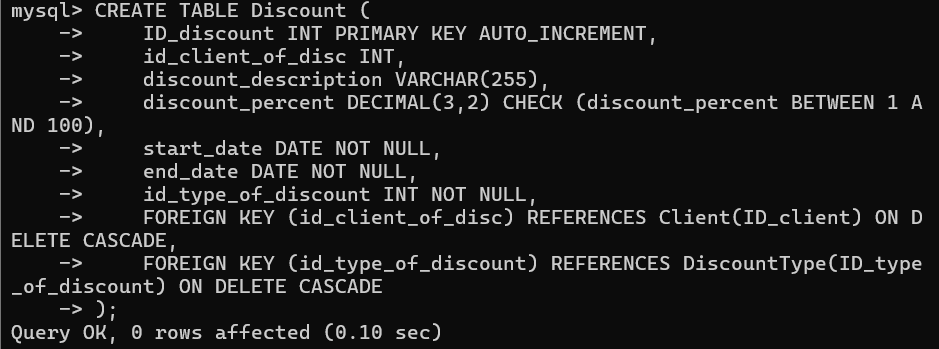 mysql> CREATE TABLE Discount (
    ->     ID_discount INT PRIMARY KEY AUTO_INCREMENT,
    ->     id_client_of_disc INT,
    ->     discount_description VARCHAR(255),
    ->     discount_percent DECIMAL(3,2) CHECK (discount_percent BETWEEN 1 A
ND 100),
    ->     start_date DATE NOT NULL,
    ->     end_date DATE NOT NULL,
    ->     id_type_of_discount INT NOT NULL,
    ->     FOREIGN KEY (id_client_of_disc) REFERENCES Client(ID_client) ON D
ELETE CASCADE,
    ->     FOREIGN KEY (id_type_of_discount) REFERENCES DiscountType(ID_type
_of_discount) ON DELETE CASCADE
    -> );
Query OK, 0 rows affected (0.10 sec)